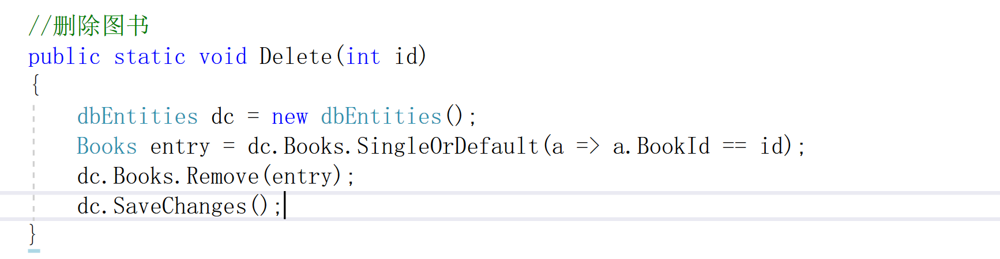 //删除图书
public static void Delete(int id)
{
    dbEntities dc = new dbEntities();
    Books entry = dc.Books.SingleOrDefault(a => a.BookId == id);
    dc.Books.Remove(entry);
    dc.SaveChanges();
}